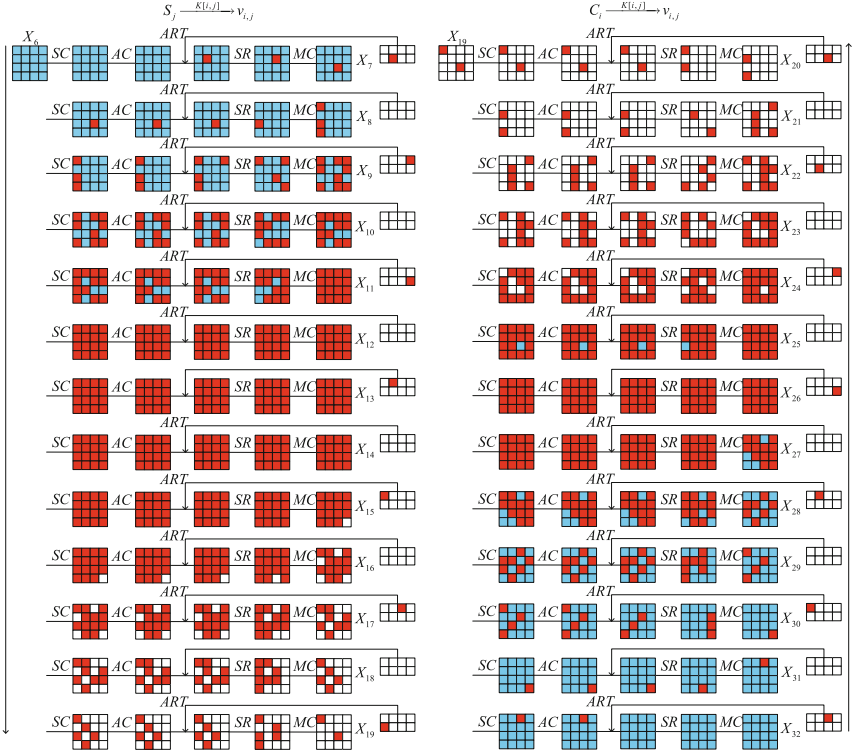 S_j K[i,j] v_{i,j}
C_i K[i,j] v_{i,j}
X_6 SC AC ART SR MC X_7
SC AC ART SR MC X_8
SC AC ART SR MC X_9
SC AC ART SR MC X_10
SC AC ART SR MC X_11
SC AC ART SR MC X_12
SC AC ART SR MC X_13
SC AC ART SR MC X_14
SC AC ART SR MC X_15
SC AC ART SR MC X_16
SC AC ART SR MC X_17
SC AC ART SR MC X_18
SC AC ART SR MC X_19
X_19 SC AC ART SR MC X_20
SC AC ART SR MC X_21
SC AC ART SR MC X_22
SC AC ART SR MC X_23
SC AC ART SR MC X_24
SC AC ART SR MC X_25
SC AC ART SR MC X_26
SC AC ART SR MC X_27
SC AC ART SR MC X_28
SC AC ART SR MC X_29
SC AC ART SR MC X_30
SC AC ART SR MC X_31
SC AC ART SR MC X_32